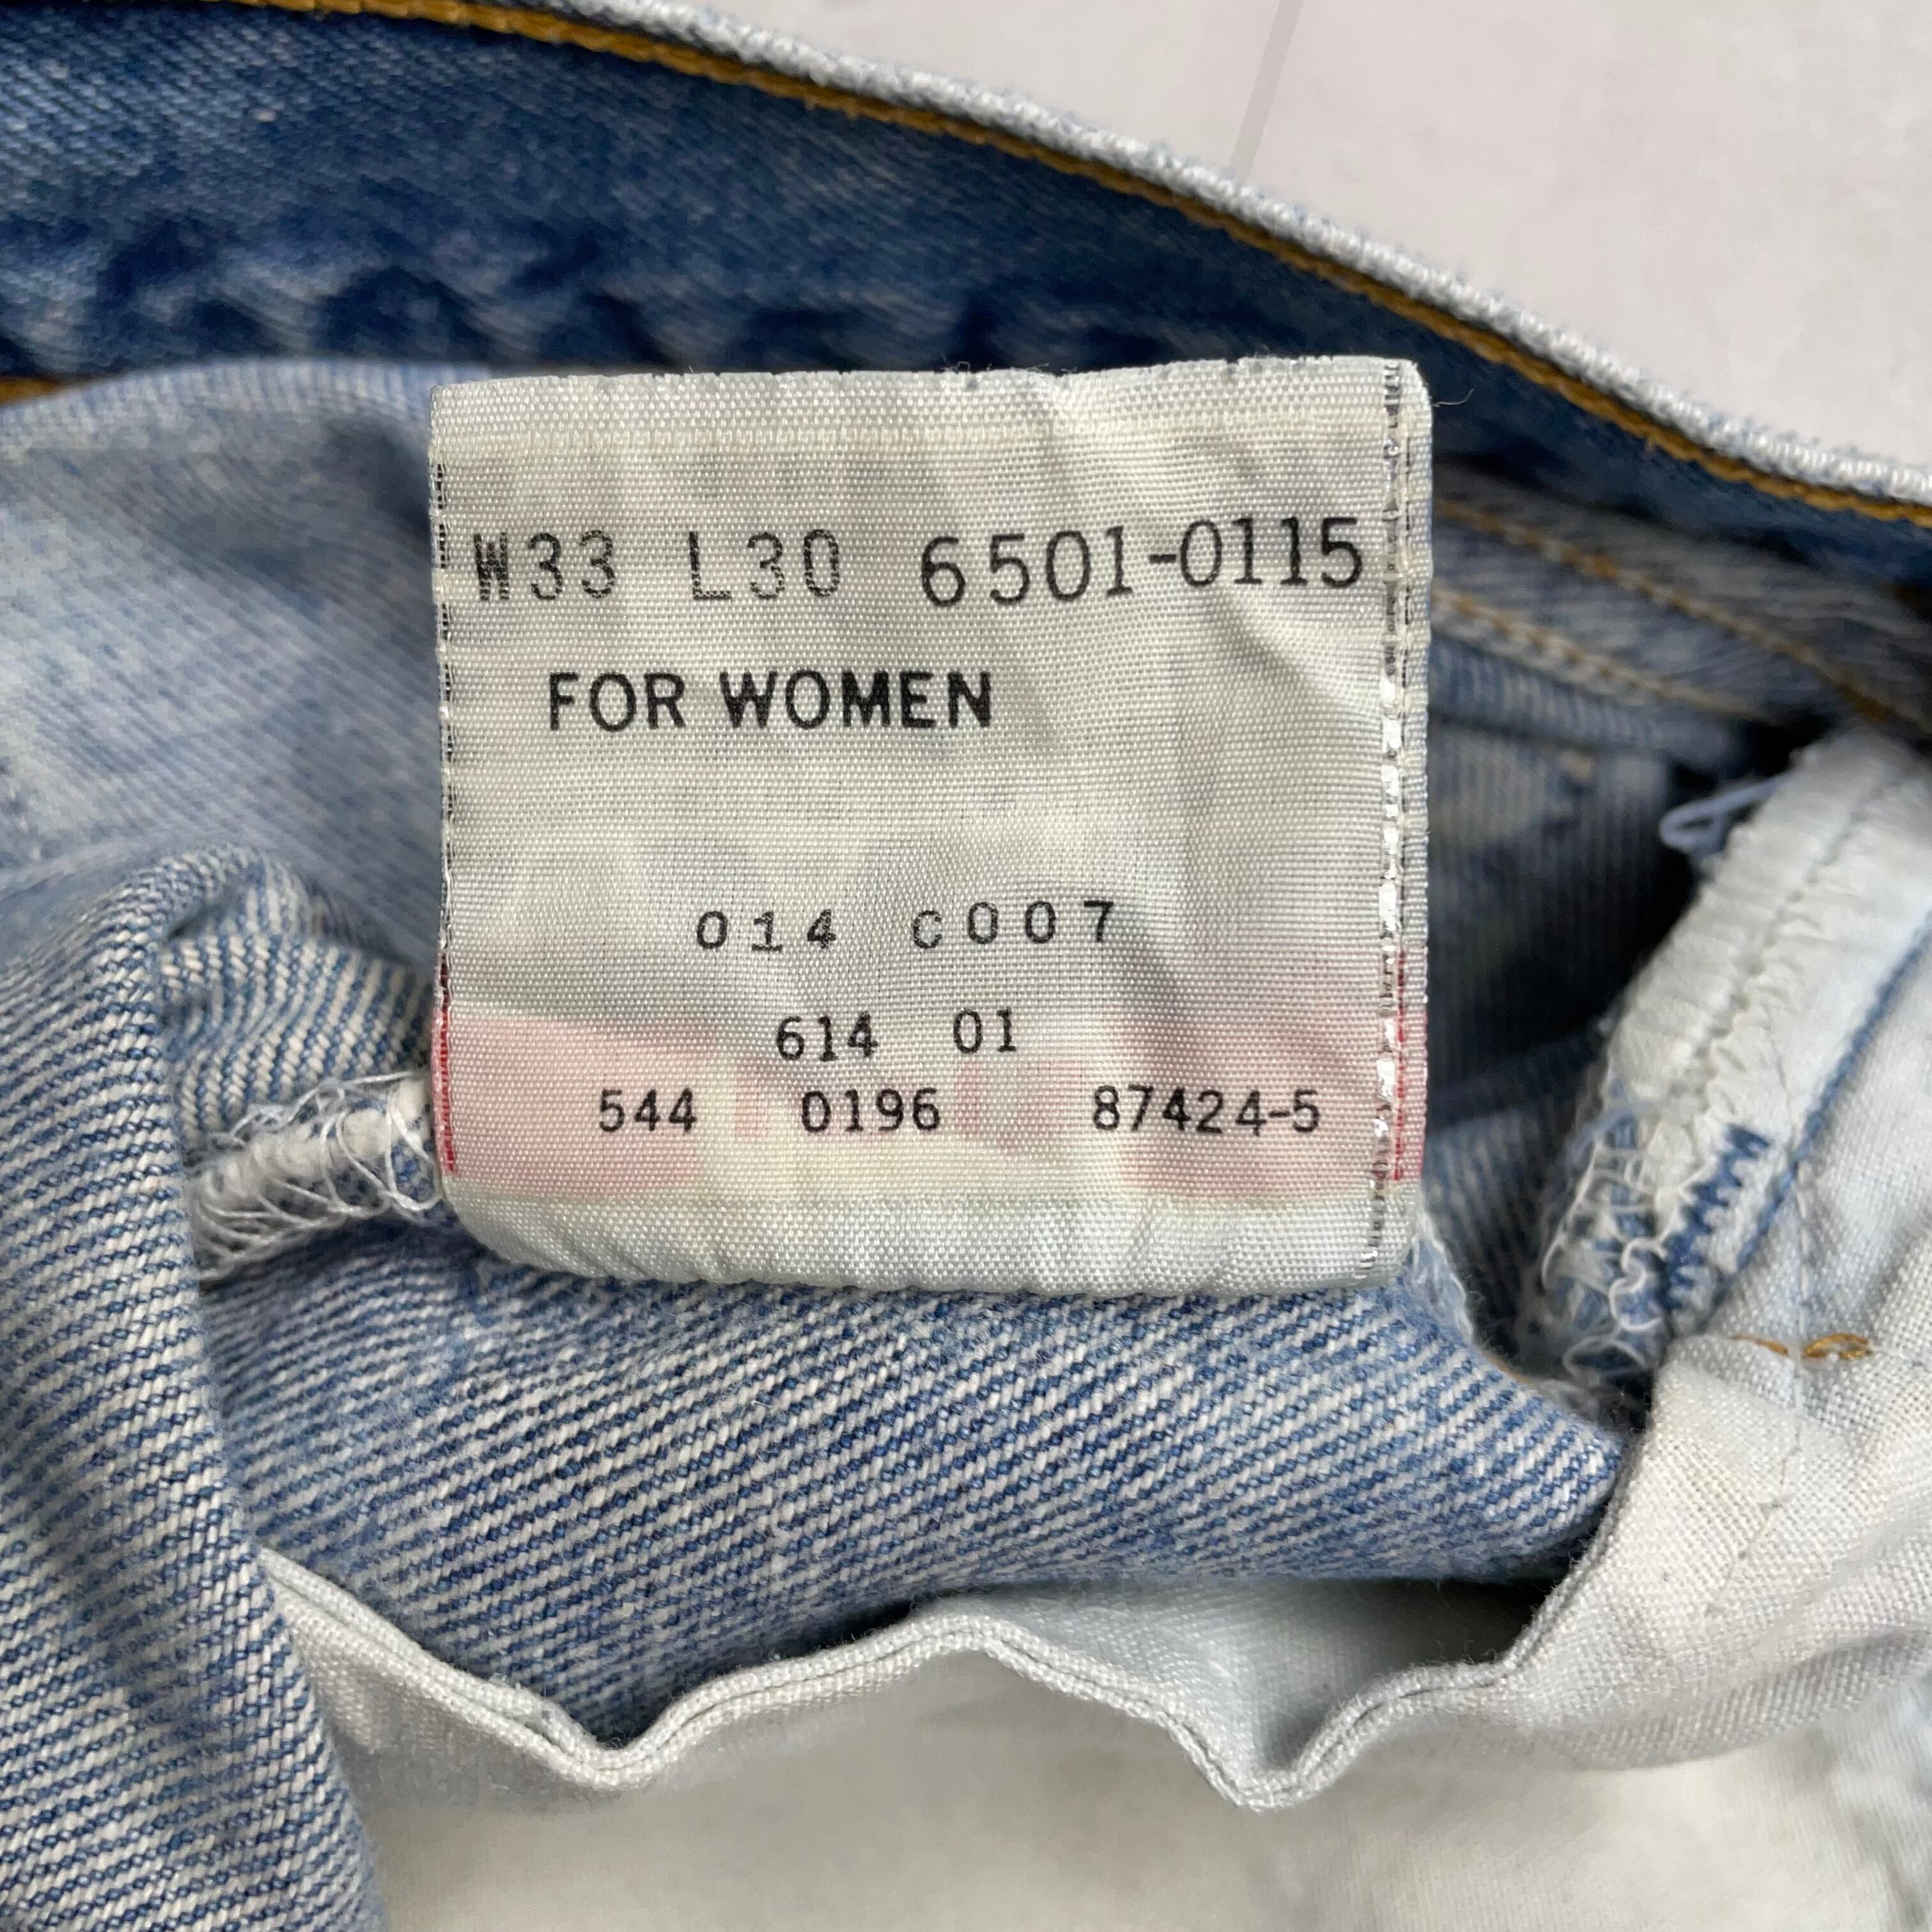 W33 L30 6501-0115
FOR WOMEN
014 C007
614 01
544 0196 87424-5